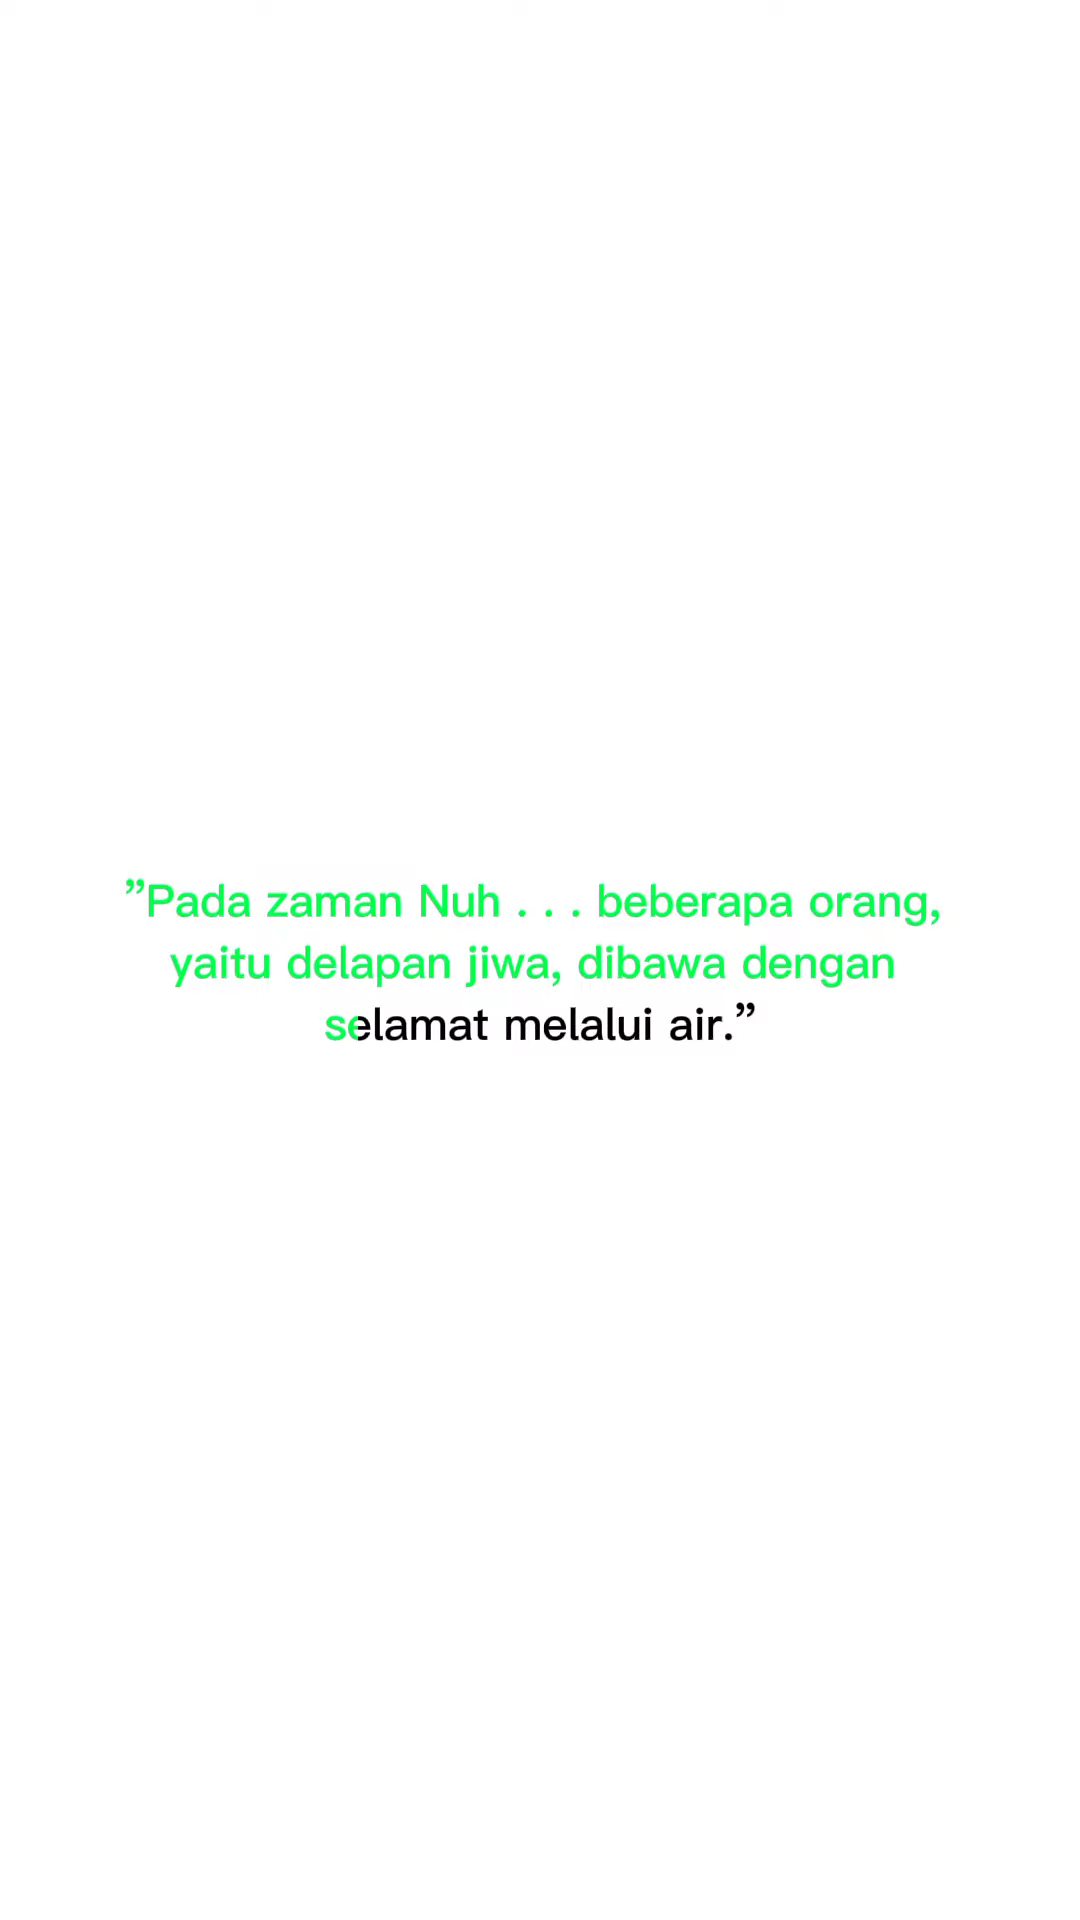 ”Pada zaman Nuh . . . beberapa orang,
yaitu delapan jiwa, dibawa dengan
selamat melalui air.”